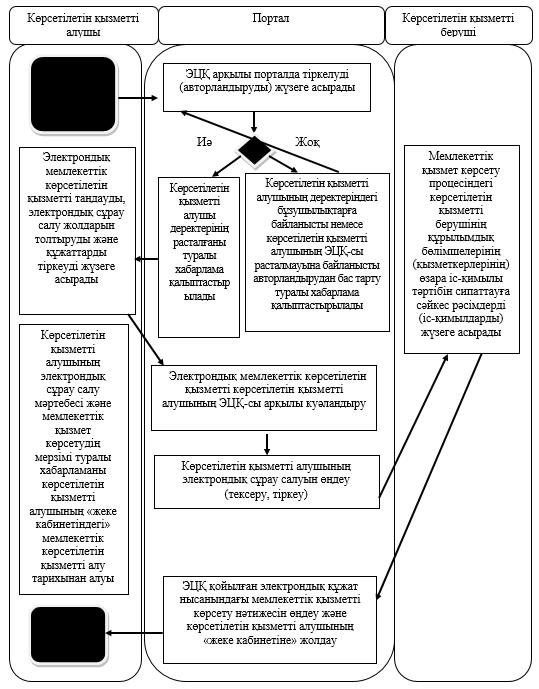 Көрсетілетін қызметті
алушы
Портал
Көрсетілетін қызметті
беруші
ЭЦҚ арқылы порталда тіркелуді
(авторландыруды) жүзеге асырады
Иә
Жоқ
Электрондық
мемлекеттік
көрсетілетін
қызметті таңдауды,
электрондық сұрау
салу жолдарын
толтыруды және
құжаттарды
тіркеуді жүзеге
асырады
Көрсетілетін
қызметті
алушы
деректерінің
расталғаны
туралы
хабарлама
қалыптастыр
ылады
Көрсетілетін қызметті
алушының деректеріндегі
бұзушылықтарға
байланысты немесе
көрсетілетін қызметті
алушының ЭЦҚ-сы
расталмауына байланысты
авторландырудан бас тарту
туралы хабарлама
қалыптастырылады
Мемлекеттік
қызмет көрсету
процесіндегі
көрсетілетін
қызметті
берушінің
құрылымдық
бөлімшелерінің
(қызметкерлерінің)
өзара іс-қимылы
тәртібін сипаттауға
сәйкес рәсімдерді
(іс-қимылдарды)
жүзеге асырады
Көрсетілетін
қызметті
алушының
электрондық
сұрау салу
мәртебесі және
мемлекеттік
қызмет
көрсетудің
мерзімі туралы
хабарламаны
көрсетілетін
қызметті
алушының «жеке
кабинетіндегі»
мемлекеттік
көрсетілетін
қызметті алу
тарихынан алуы
Электрондық мемлекеттік көрсетілетін
қызметті көрсетілетін қызметті
алушының ЭЦҚ-сы арқылы куәландыру
Көрсетілетін қызметті алушының
электрондық сұрау салуын өңдеу
(тексеру, тіркеу)
ЭЦҚ қойылған электрондық құжат
нысанындағы мемлекеттік қызметті
көрсету нәтижесін өңдеу және
көрсетілетін қызметті алушының
«жеке кабинетіне» жолдау